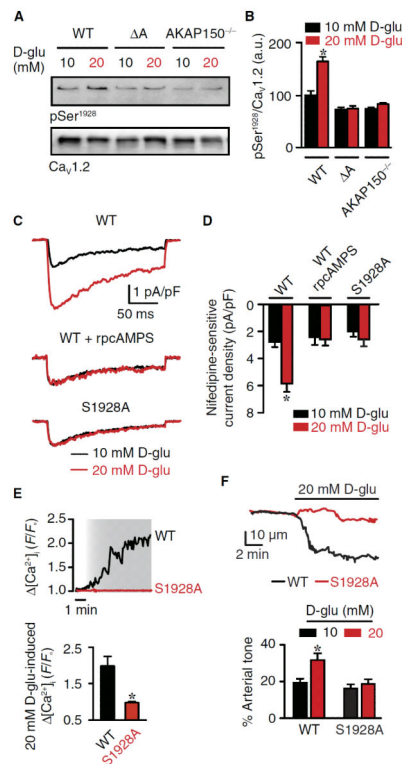 A
D-glu (mM)
WT ΔA AKAP150⁻/⁻
10 20 10 20 10 20
pSer¹⁹²⁸
CaV1.2
B
10 mM D-glu
20 mM D-glu
pSer¹⁹²⁸/CaV1.2 (a.u.)
200
100
0
*
WT
ΔA
AKAP150⁻/⁻
C
WT
1 pA/pF
50 ms
WT + rpcAMPS
S1928A
10 mM D-glu
20 mM D-glu
D
WT
WT rpcAMPS
S1928A
Nifedipine-sensitive
current density (pA/pF)
0
2
4
6
8
*
10 mM D-glu
20 mM D-glu
E
Δ[Ca²⁺]ᵢ (F/F₀)
2.5
2.0
1.5
1.0
WT
S1928A
1 min
20 mM D-glu-induced
Δ[Ca²⁺]ᵢ (F/F₀)
2.5
1.5
0.5
*
WT
S1928A
F
20 mM D-glu
10 µm
2 min
WT S1928A
D-glu (mM)
10 20
% Arterial tone
40
30
20
10
0
*
WT S1928A